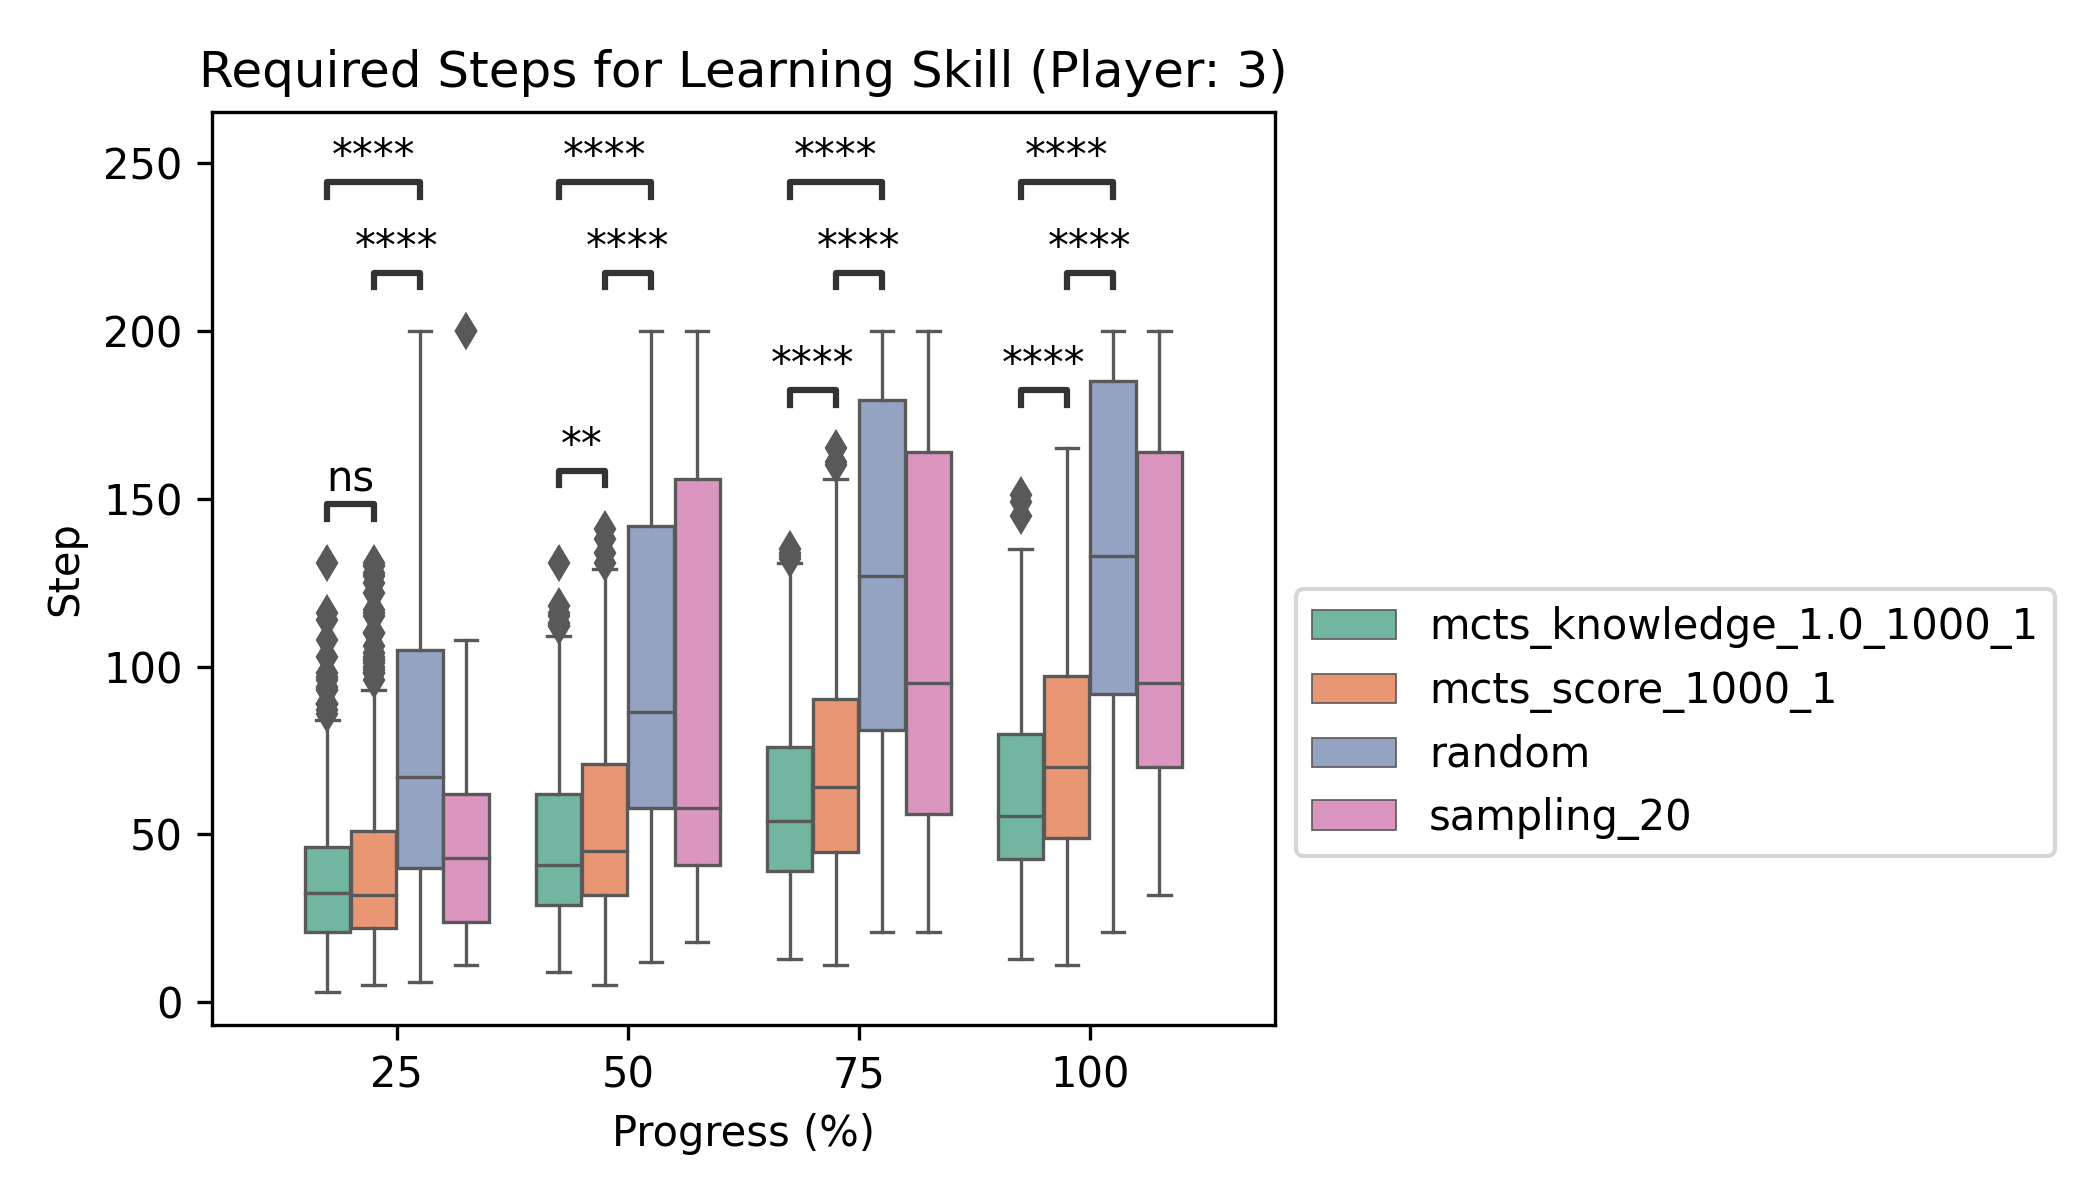 Required Steps for Learning Skill (Player: 3)
250
200
150
100
50
0
Step
**** **** **** ****
**** **** **** ****
**** ****
**
ns
25 50 75 100
Progress (%)
mcts_knowledge_1.0_1000_1
mcts_score_1000_1
random
sampling_20